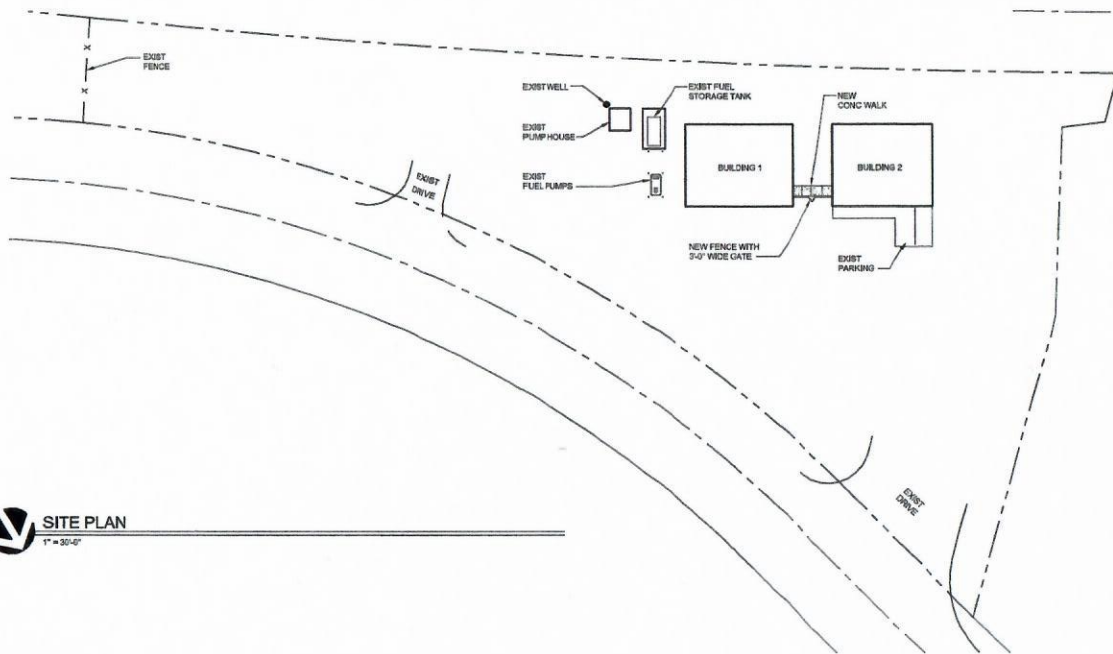 EXIST
FENCE
EXIST WELL
EXIST
PUMP HOUSE
EXIST FUEL
STORAGE TANK
NEW
CONC WALK
BUILDING 1
BUILDING 2
EXIST
DRIVE
EXIST
FUEL PUMPS
NEW FENCE WITH
3'-0" WIDE GATE
EXIST
PARKING
EXIST
DRIVE
SITE PLAN
1" = 30'-0"